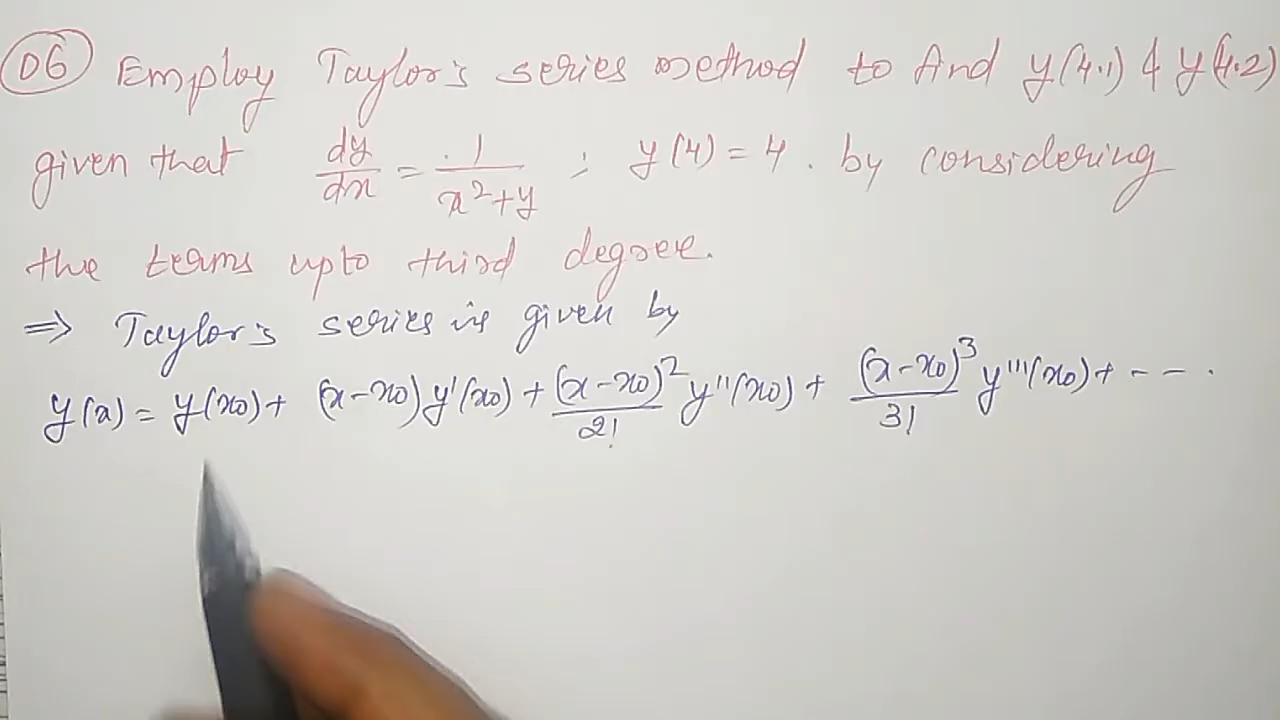 06 Employ Taylor's series method to find y(4.1) & y(4.2)
given that dy/dx = 1/(x²+y) ; y(4) = 4 . by considering
the terms upto third degree.
⇒ Taylor's series is given by
y(x) = y(x0) + (x-x0) y'(x0) + (x-x0)²/2! y''(x0) + (x-x0)³/3! y'''(x0) + - - - .